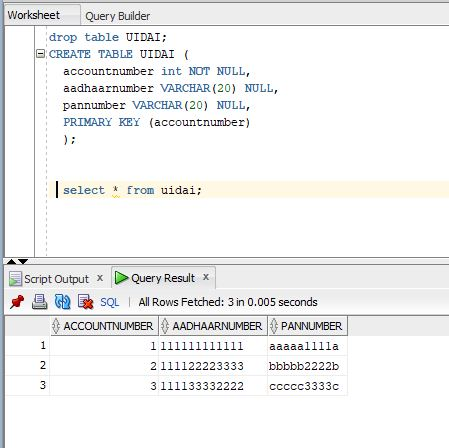 Worksheet Query Builder
drop table UIDAI;
CREATE TABLE UIDAI (
accountnumber int NOT NULL,
aadhaarnumber VARCHAR(20) NULL,
pannumber VARCHAR(20) NULL,
PRIMARY KEY (accountnumber)
);
select * from uidai;
Script Output x Query Result x
SQL | All Rows Fetched: 3 in 0.005 seconds
ACCOUNTNUMBER AADHAARNUMBER PANNUMBER
1 1 111111111111 aaaaa1111a
2 2 111122223333 bbbbb2222b
3 3 111133332222 ccccc3333c